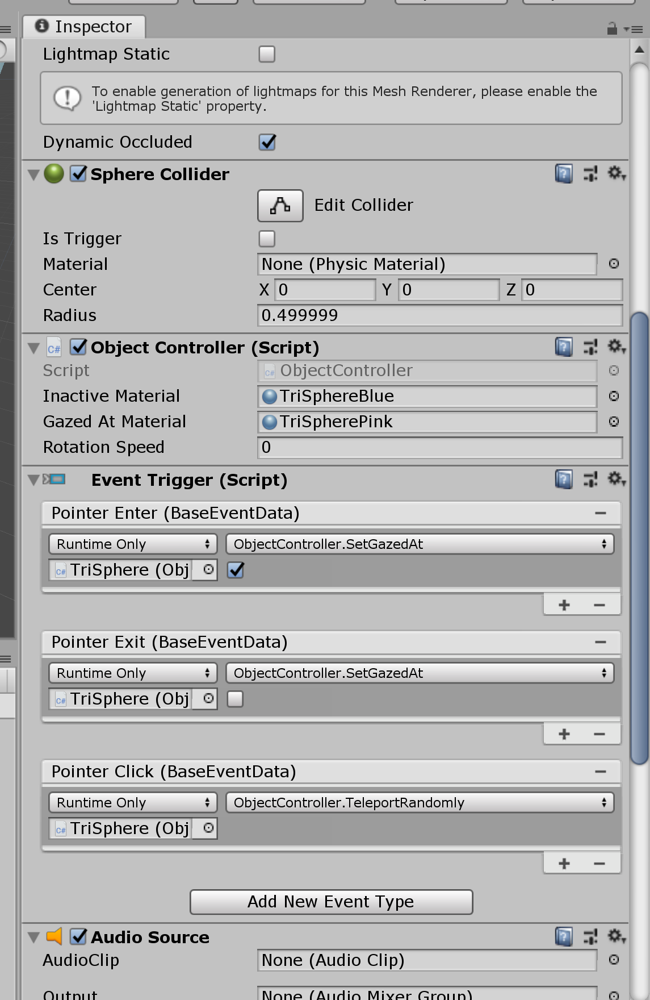 Inspector
Lightmap Static
To enable generation of lightmaps for this Mesh Renderer, please enable the
'Lightmap Static' property.
Dynamic Occluded
Sphere Collider
Edit Collider
Is Trigger
Material None (Physic Material)
Center X 0 Y 0 Z 0
Radius 0.499999
C# Object Controller (Script)
Script C# ObjectController
Inactive Material TriSphereBlue
Gazed At Material TriSpherePink
Rotation Speed 0
Event Trigger (Script)
Pointer Enter (BaseEventData)
Runtime Only ObjectController.SetGazedAt
C# TriSphere (Obj
Pointer Exit (BaseEventData)
Runtime Only ObjectController.SetGazedAt
C# TriSphere (Obj
Pointer Click (BaseEventData)
Runtime Only ObjectController.TeleportRandomly
C# TriSphere (Obj
Add New Event Type
Audio Source
AudioClip None (Audio Clip)
Output None (Audio Mixer Group)